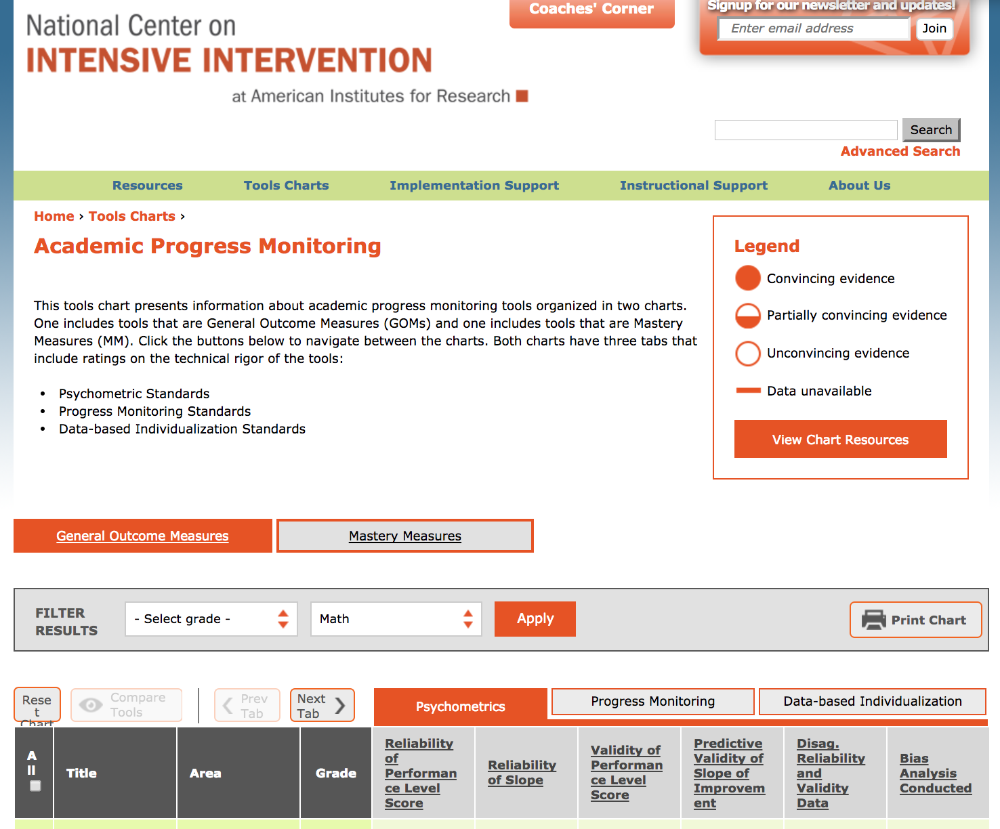 Coaches' Corner
Signup for our newsletter and updates!
Enter email address
Join
National Center on
INTENSIVE INTERVENTION
at American Institutes for Research
Search
Advanced Search
Resources
Tools Charts
Implementation Support
Instructional Support
About Us
Home › Tools Charts ›
Academic Progress Monitoring
This tools chart presents information about academic progress monitoring tools organized in two charts.
One includes tools that are General Outcome Measures (GOMs) and one includes tools that are Mastery
Measures (MM). Click the buttons below to navigate between the charts. Both charts have three tabs that
include ratings on the technical rigor of the tools:
• Psychometric Standards
• Progress Monitoring Standards
• Data-based Individualization Standards
Legend
Convincing evidence
Partially convincing evidence
Unconvincing evidence
Data unavailable
View Chart Resources
General Outcome Measures
Mastery Measures
FILTER
RESULTS
- Select grade -
Math
Apply
Print Chart
Rese
t
Chart
Compare
Tools
Prev
Tab
Next
Tab
Psychometrics
Progress Monitoring
Data-based Individualization
A
ll
Title
Area
Grade
Reliability
of
Performan
ce Level
Score
Reliability
of Slope
Validity of
Performan
ce Level
Score
Predictive
Validity of
Slope of
Improvem
ent
Disag.
Reliability
and
Validity
Data
Bias
Analysis
Conducted